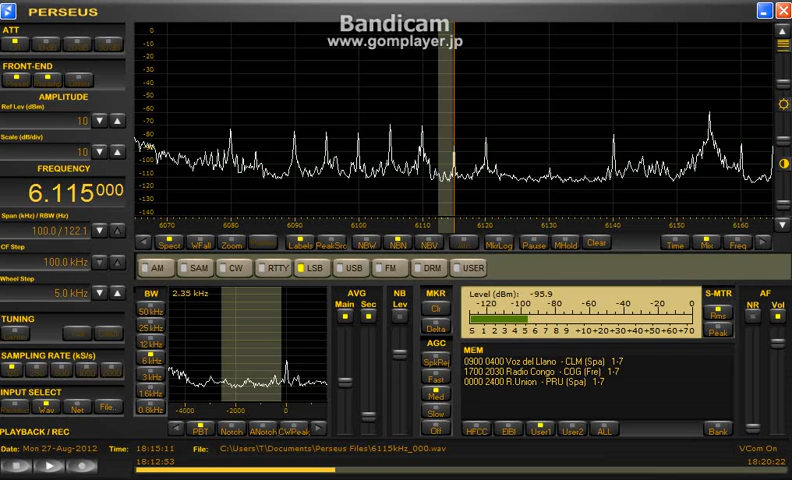 PERSEUS
Bandicam
www.gomplayer.jp
ATT
FRONT-END
AMPLITUDE
Ref Lev (dBm)
10
Scale (dB/div)
10
FREQUENCY
6.115000
Span (kHz) / RBW (Hz)
100.0 / 122.1
CF Step
100.0 kHz
Wheel Step
5.0 kHz
TUNING
SAMPLING RATE (kS/s)
INPUT SELECT
Wav Net File..
PLAYBACK / REC
0
-10
-20
-30
-40
-50
-60
-70
-80
-90
-100
-110
-120
-130
-140
6070 6080 6090 6100 6110 6120 6130 6140 6150 6160
Spect WFall Zoom Labels PeakSrc NBW NBN NBV MixLog Pause MHold Clear Time Mix Freq
AM SAM CW RTTY LSB USB FM DRM USER
BW
50 kHz
25 kHz
12 kHz
6 kHz
3 kHz
1.6 kHz
0.8 kHz
2.35 kHz
-4000 -2000 0
PBT Notch ANotch CWPeak
AVG
Main Sec
NB
Lev
MKR
Clr
Delta
AGC
SpkRej
Fast
Med
Slow
Off
Level (dBm): -95.9
-120 -100 -80 -60 -40 -20 0
S 1 2 3 4 5 6 7 8 9 +10 +20 +30 +40 +50 +60 +70
S-MTR
Rms
Peak
AF
NR Vol
MEM
0900 0400 Voz del Llano - CLM (Spa) 1-7
1700 2030 Radio Congo - COG (Fre) 1-7
0000 2400 R.Union - PRU (Spa) 1-7
HFCC EIBI User1 User2 ALL Bank
Date: Mon 27-Aug-2012 Time: 18:15:11 File: C:\Users\T\Documents\Perseus Files\6115kHz_000.wav VCom On
18:12:53 18:20:22